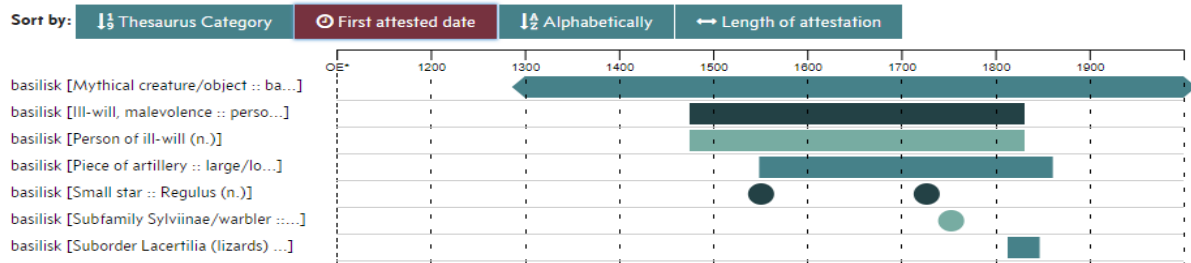 Sort by: Thesaurus Category First attested date Alphabetically Length of attestation
OE* 1200 1300 1400 1500 1600 1700 1800 1900
basilisk [Mythical creature/object :: ba...]
basilisk [Ill-will, malevolence :: perso...]
basilisk [Person of ill-will (n.)]
basilisk [Piece of artillery :: large/lo...]
basilisk [Small star :: Regulus (n.)]
basilisk [Subfamily Sylviinae/warbler ::...]
basilisk [Suborder Lacertilia (lizards) ...]